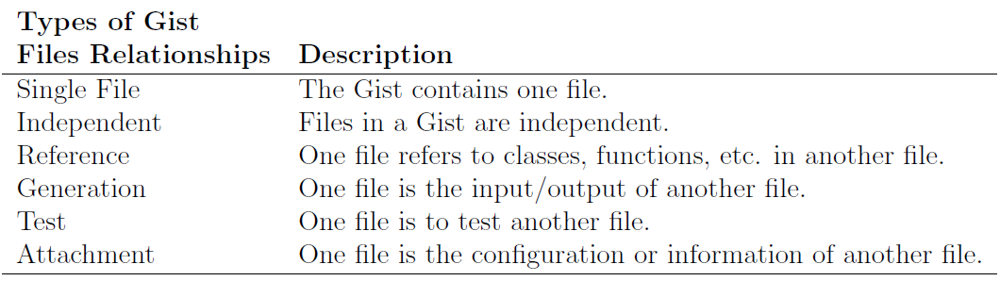 Types of Gist
Files Relationships Description
Single File The Gist contains one file.
Independent Files in a Gist are independent.
Reference One file refers to classes, functions, etc. in another file.
Generation One file is the input/output of another file.
Test One file is to test another file.
Attachment One file is the configuration or information of another file.